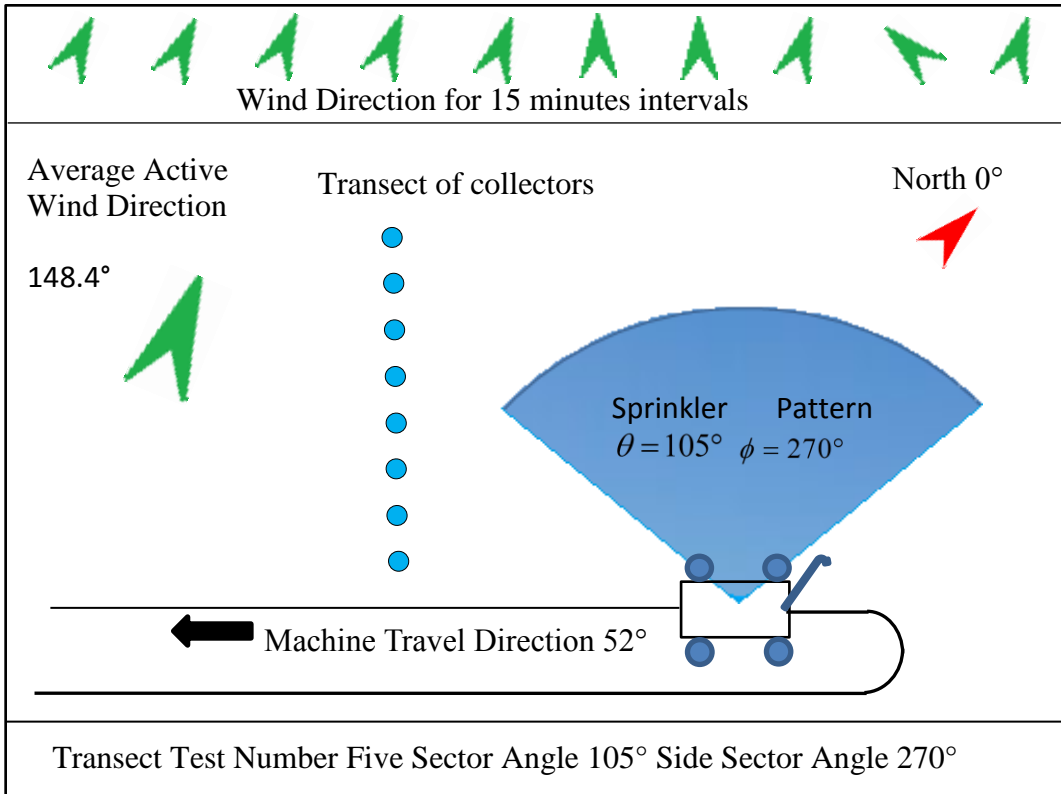 Wind Direction for 15 minutes intervals
Average Active
Wind Direction
148.4°
Transect of collectors
North 0°
Sprinkler Pattern
θ = 105° ϕ = 270°
Machine Travel Direction 52°
Transect Test Number Five Sector Angle 105° Side Sector Angle 270°